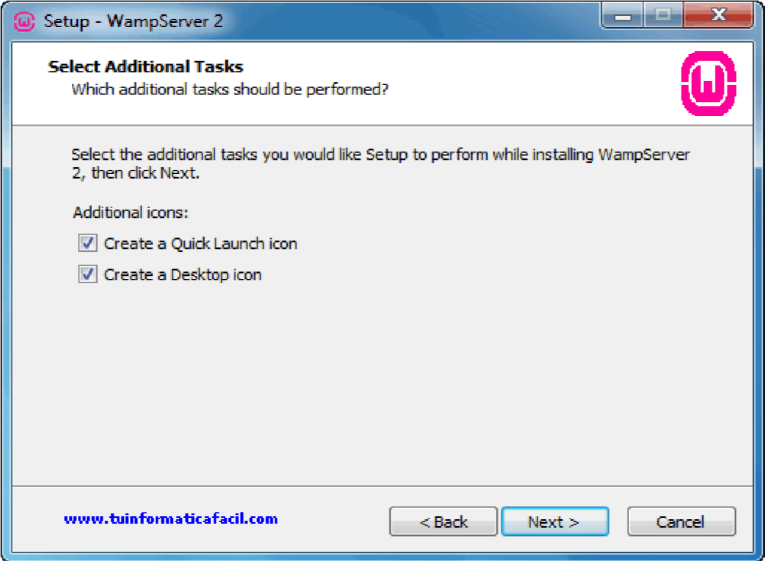 Setup - WampServer 2
Select Additional Tasks
Which additional tasks should be performed?
Select the additional tasks you would like Setup to perform while installing WampServer
2, then click Next.
Additional icons:
Create a Quick Launch icon
Create a Desktop icon
www.tuinformaticafacil.com
< Back
Next >
Cancel